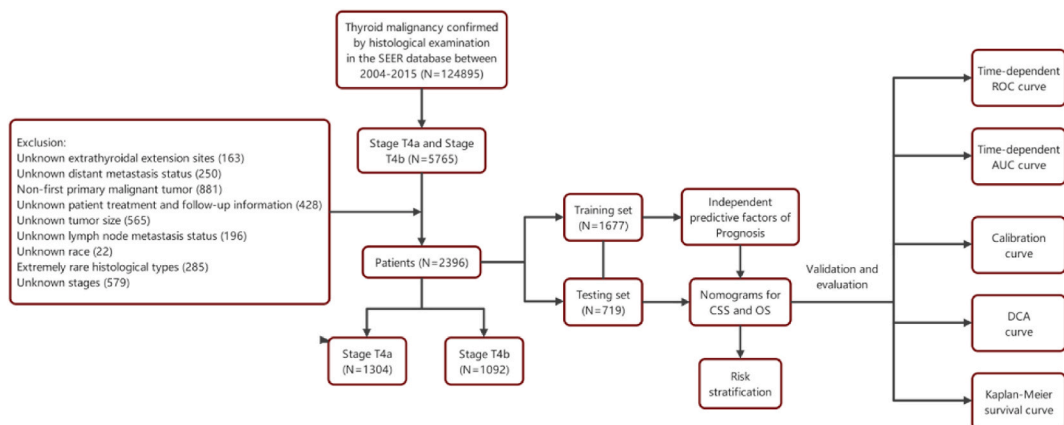 Thyroid malignancy confirmed
by histological examination
in the SEER database between
2004-2015 (N=124895)
Stage T4a and Stage
T4b (N=5765)
Exclusion:
Unknown extrathyroidal extension sites (163)
Unknown distant metastasis status (250)
Non-first primary malignant tumor (881)
Unknown patient treatment and follow-up information (428)
Unknown tumor size (565)
Unknown lymph node metastasis status (196)
Unknown race (22)
Extremely rare histological types (285)
Unknown stages (579)
Patients (N=2396)
Stage T4a
(N=1304)
Stage T4b
(N=1092)
Training set
(N=1677)
Testing set
(N=719)
Independent
predictive factors of
Prognosis
Nomograms for
CSS and OS
Risk
stratification
Validation and
evaluation
Time-dependent
ROC curve
Time-dependent
AUC curve
Calibration
curve
DCA
curve
Kaplan-Meier
survival curve